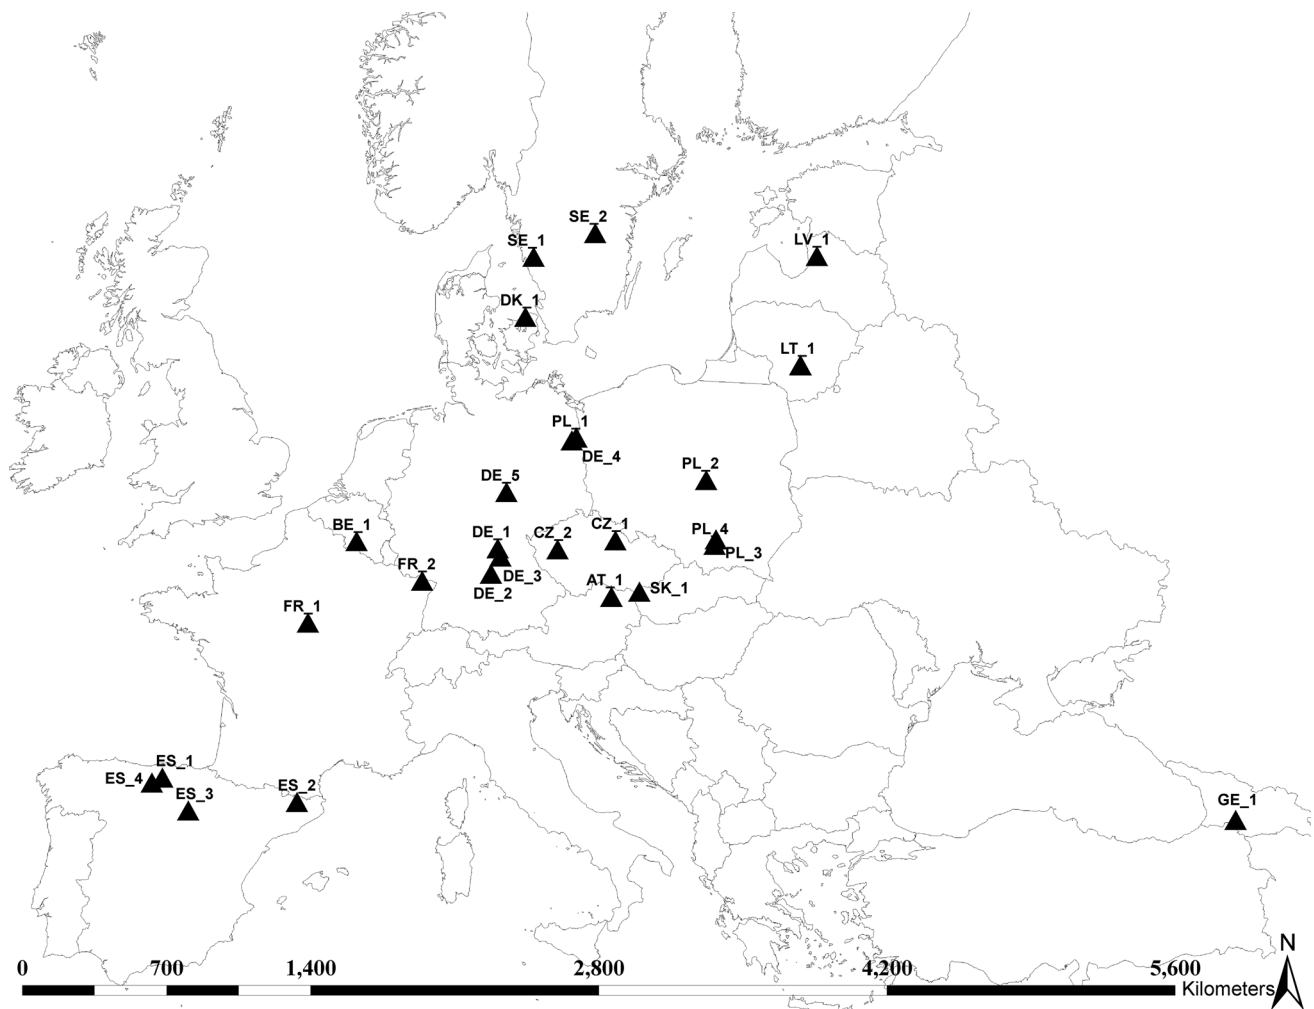 SE_2
SE_1
LV_1
DK_1
LT_1
PL_1
DE_4
PL_2
DE_5
BE_1
DE_1
CZ_2
CZ_1
PL_4
PL_3
FR_2
DE_3
DE_2
AT_1
SK_1
FR_1
ES_1
ES_4
ES_3
ES_2
GE_1
N
0 700 1,400 2,800 4,200 5,600
Kilometers